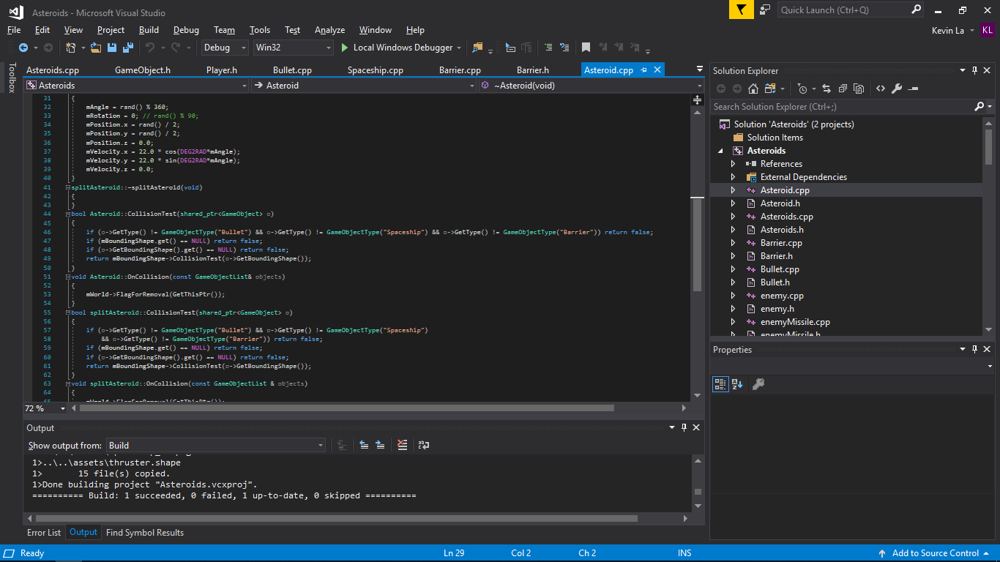 Asteroids - Microsoft Visual Studio
Quick Launch (Ctrl+Q)
File Edit View Project Build Debug Team Tools Test Analyze Window Help
Kevin La KL
Debug Win32 Local Windows Debugger
Toolbox
Asteroids.cpp GameObject.h Player.h Bullet.cpp Spaceship.cpp Barrier.cpp Barrier.h Asteroid.cpp
Asteroids Asteroid ~Asteroid(void)
31 {
32 mAngle = rand() % 360;
33 mRotation = 0; // rand() % 90;
34 mPosition.x = rand() / 2;
35 mPosition.y = rand() / 2;
36 mPosition.z = 0.0;
37 mVelocity.x = 22.0 * cos(DEG2RAD*mAngle);
38 mVelocity.y = 22.0 * sin(DEG2RAD*mAngle);
39 mVelocity.z = 0.0;
40 }
41 splitAsteroid::~splitAsteroid(void)
42 {
43 }
44 bool Asteroid::CollisionTest(shared_ptr<GameObject> o)
45 {
46 if (o->GetType() != GameObjectType("Bullet") && o->GetType() != GameObjectType("Spaceship") && o->GetType() != GameObjectType("Barrier")) return false;
47 if (mBoundingShape.get() == NULL) return false;
48 if (o->GetBoundingShape().get() == NULL) return false;
49 return mBoundingShape->CollisionTest(o->GetBoundingShape());
50 }
51 void Asteroid::OnCollision(const GameObjectList& objects)
52 {
53 mWorld->FlagForRemoval(GetThisPtr());
54 }
55 bool splitAsteroid::CollisionTest(shared_ptr<GameObject> o)
56 {
57 if (o->GetType() != GameObjectType("Bullet") && o->GetType() != GameObjectType("Spaceship")
58 && o->GetType() != GameObjectType("Barrier")) return false;
59 if (mBoundingShape.get() == NULL) return false;
60 if (o->GetBoundingShape().get() == NULL) return false;
61 return mBoundingShape->CollisionTest(o->GetBoundingShape());
62 }
63 void splitAsteroid::OnCollision(const GameObjectList & objects)
64 {
65 mWorld->FlagForRemoval(GetThisPtr());
72 %
Output
Show output from: Build
1>..\..\assets\thruster.shape
1> 15 file(s) copied.
1>Done building project "Asteroids.vcxproj".
========== Build: 1 succeeded, 0 failed, 1 up-to-date, 0 skipped ==========
Error List Output Find Symbol Results
Solution Explorer
Search Solution Explorer (Ctrl+;)
Solution 'Asteroids' (2 projects)
Solution Items
Asteroids
References
External Dependencies
Asteroid.cpp
Asteroid.h
Asteroids.cpp
Asteroids.h
Barrier.cpp
Barrier.h
Bullet.cpp
Bullet.h
enemy.cpp
enemy.h
enemyMissile.cpp
enemyMissile.h
Properties
Ready Ln 29 Col 2 Ch 2 INS Add to Source Control